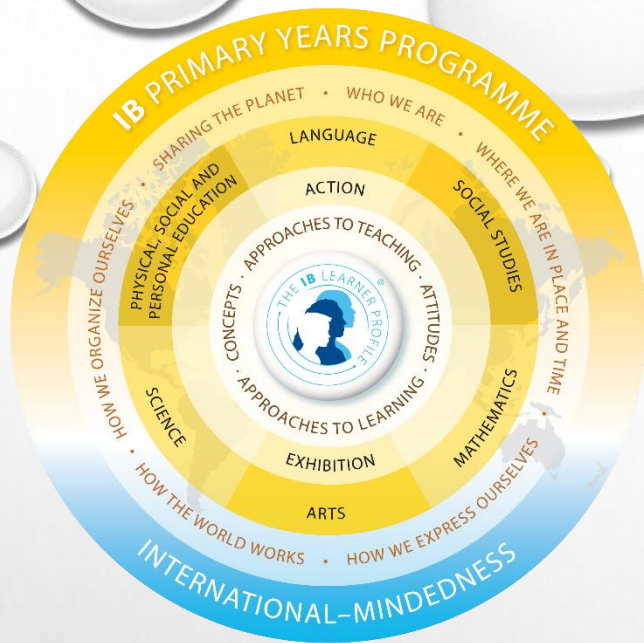 IB PRIMARY YEARS PROGRAMME
SHARING THE PLANET • WHO WE ARE • WHERE WE ARE IN PLACE AND TIME •
HOW WE ORGANIZE OURSELVES •
LANGUAGE
PHYSICAL, SOCIAL AND
PERSONAL EDUCATION
SOCIAL STUDIES
ACTION
CONCEPTS · APPROACHES TO TEACHING · ATTITUDES ·
THE IB LEARNER PROFILE ®
APPROACHES TO LEARNING ·
EXHIBITION
SCIENCE
MATHEMATICS
ARTS
• HOW THE WORLD WORKS • HOW WE EXPRESS OURSELVES
INTERNATIONAL–MINDEDNESS